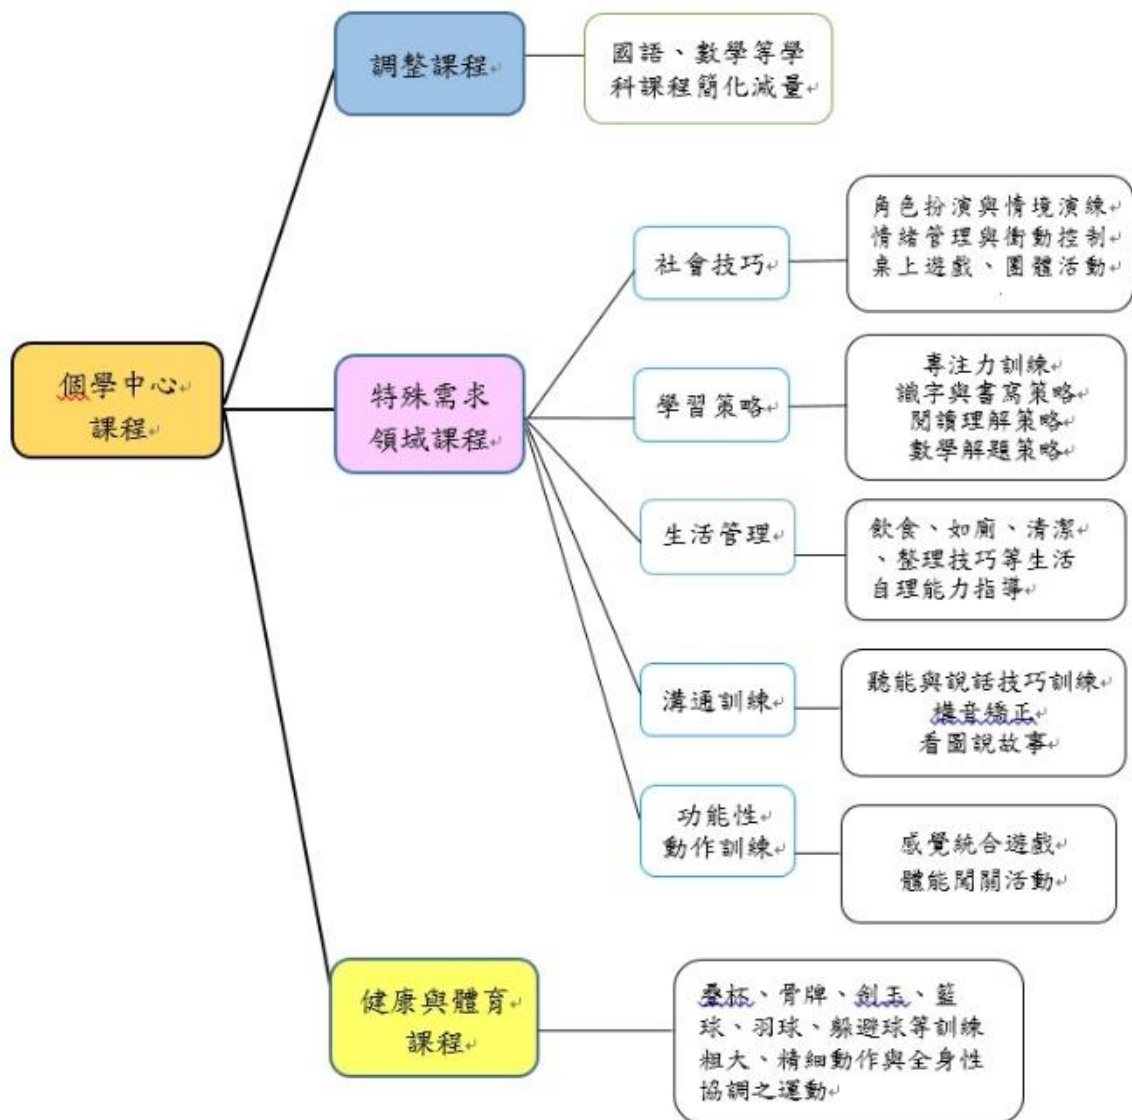 調整課程
國語、數學等學
科課程簡化減量
角色扮演與情境演練
情緒管理與衝動控制
桌上遊戲、團體活動
社會技巧
個學中心
課程
特殊需求
領域課程
學習策略
專注力訓練
識字與書寫策略
閱讀理解策略
數學解題策略
生活管理
飲食、如廁、清潔
、整理技巧等生活
自理能力指導
溝通訓練
聽能與說話技巧訓練
構音矯正
看圖說故事
功能性
動作訓練
感覺統合遊戲
體能闖關活動
健康與體育
課程
疊杯、骨牌、劍玉、籃
球、羽球、躲避球等訓練
粗大、精細動作與全身性
協調之運動